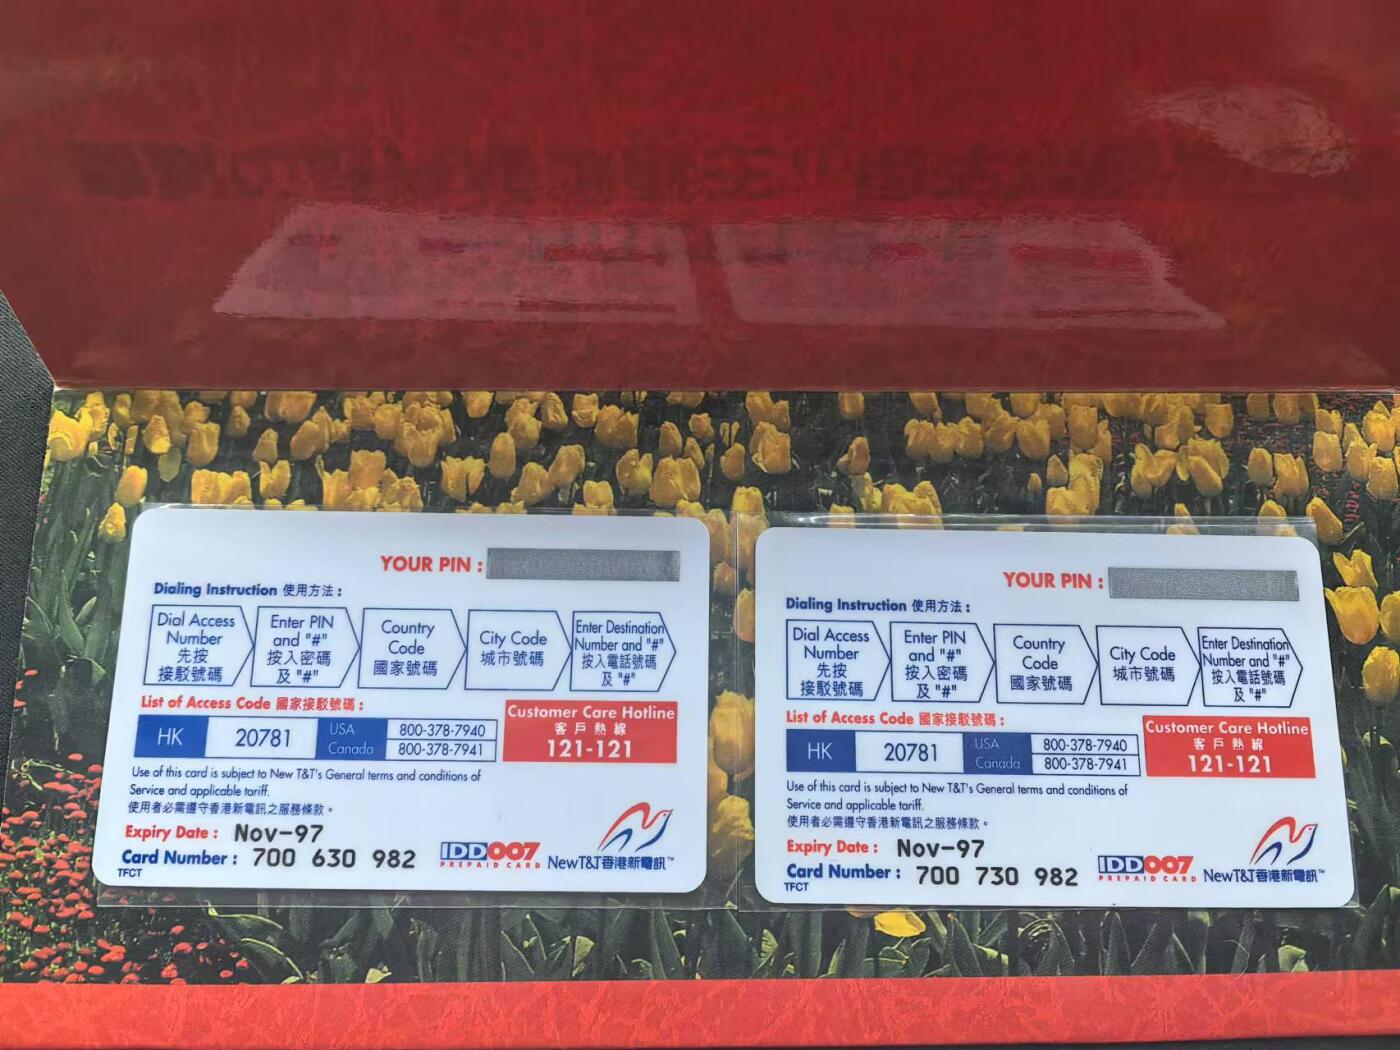 YOUR PIN :
Dialing Instruction 使用方法 :
Dial Access
Number
先按
接駁號碼
Enter PIN
and "#"
按入密碼
及 "#"
Country
Code
國家號碼
City Code
城市號碼
Enter Destination
Number and "#"
按入電話號碼
及 "#"
List of Access Code 國家接駁號碼 :
HK
20781
USA
Canada
800-378-7940
800-378-7941
Customer Care Hotline
客戶熱線
121-121
Use of this card is subject to New T&T's General terms and conditions of
Service and applicable tariff.
使用者必需遵守香港新電訊之服務條款。
Expiry Date : Nov-97
Card Number : 700 630 982
TFCT
IDD007
PREPAID CARD
New T&T香港新電訊™
YOUR PIN :
Dialing Instruction 使用方法 :
Dial Access
Number
先按
接駁號碼
Enter PIN
and "#"
按入密碼
及 "#"
Country
Code
國家號碼
City Code
城市號碼
Enter Destination
Number and "#"
按入電話號碼
及 "#"
List of Access Code 國家接駁號碼 :
HK
20781
USA
Canada
800-378-7940
800-378-7941
Customer Care Hotline
客戶熱線
121-121
Use of this card is subject to New T&T's General terms and conditions of
Service and applicable tariff.
使用者必需遵守香港新電訊之服務條款。
Expiry Date : Nov-97
Card Number : 700 730 982
TFCT
IDD007
PREPAID CARD
New T&T香港新電訊™